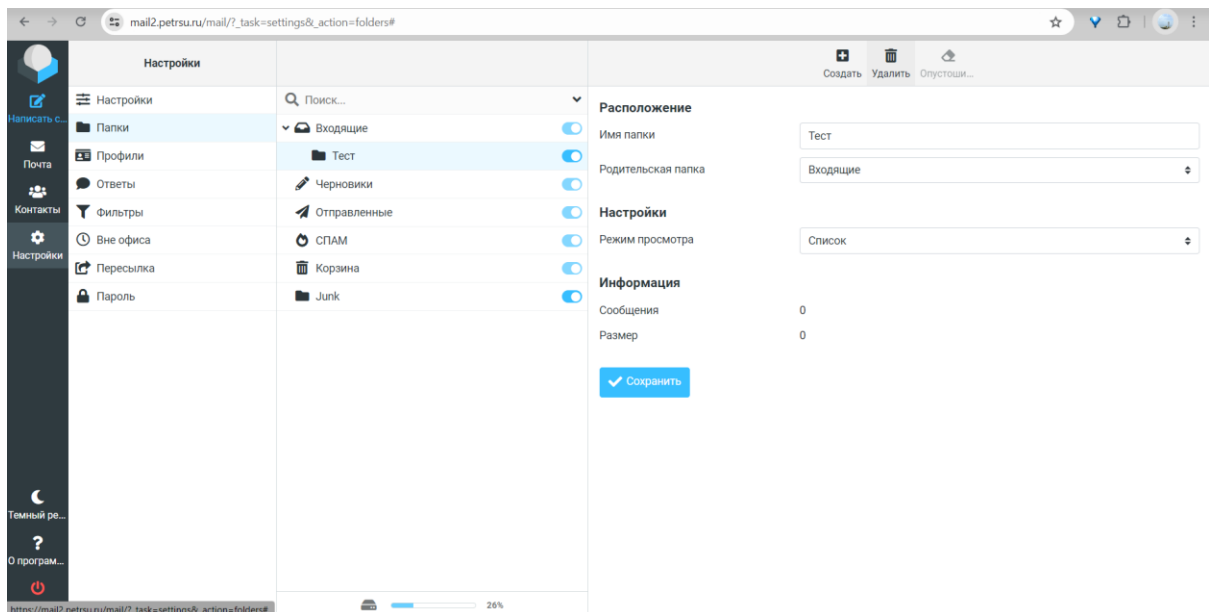 mail2.petrsu.ru/mail/?_task=settings&_action=folders#
Написать с...
Почта
Контакты
Настройки
Темный ре...
О програм...
Настройки
Настройки
Папки
Профили
Ответы
Фильтры
Вне офиса
Пересылка
Пароль
Поиск...
Входящие
Тест
Черновики
Отправленные
СПАМ
Корзина
Junk
26%
Создать Удалить Опустоши...
Расположение
Имя папки Тест
Родительская папка Входящие
Настройки
Режим просмотра Список
Информация
Сообщения 0
Размер 0
Сохранить
https://mail2.petrsu.ru/mail/?_task=settings&_action=folders#